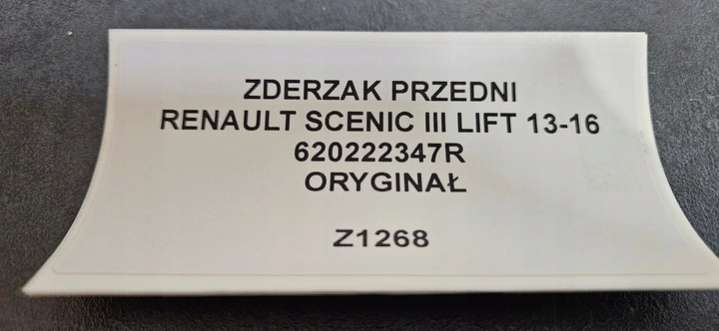 ZDERZAK PRZEDNI
RENAULT SCENIC III LIFT 13-16
620222347R
ORYGINAŁ
Z1268